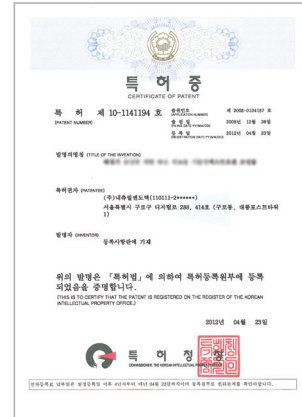 특허증
CERTIFICATE OF PATENT
특 허 제 10-1141194 호
(PATENT NUMBER)
출원번호 제 2008-0134157 호
(APPLICATION NUMBER)
출원일 2008년 12월 26일
(FILING DATE:YY/MM/DD)
등록일 2012년 04월 23일
(REGISTRATION DATE:YY/MM/DD)
발명의명칭 (TITLE OF THE INVENTION)
특허권자 (PATENTEE)
(주)내츄럴엔도텍(110111-2******)
서울특별시 구로구 디지털로 288, 414호 (구로동, 대륭포스트타워
1)
발명자 (INVENTOR)
등록사항란에 기재
위의 발명은 「특허법」에 의하여 특허등록원부에 등록
되었음을 증명합니다.
(THIS IS TO CERTIFY THAT THE PATENT IS REGISTERED ON THE REGISTER OF THE KOREAN
INTELLECTUAL PROPERTY OFFICE.)
2012년 04월 23일
특 허 청
COMMISSIONER, THE KOREAN INTELLECTUAL PROPERTY OFFICE